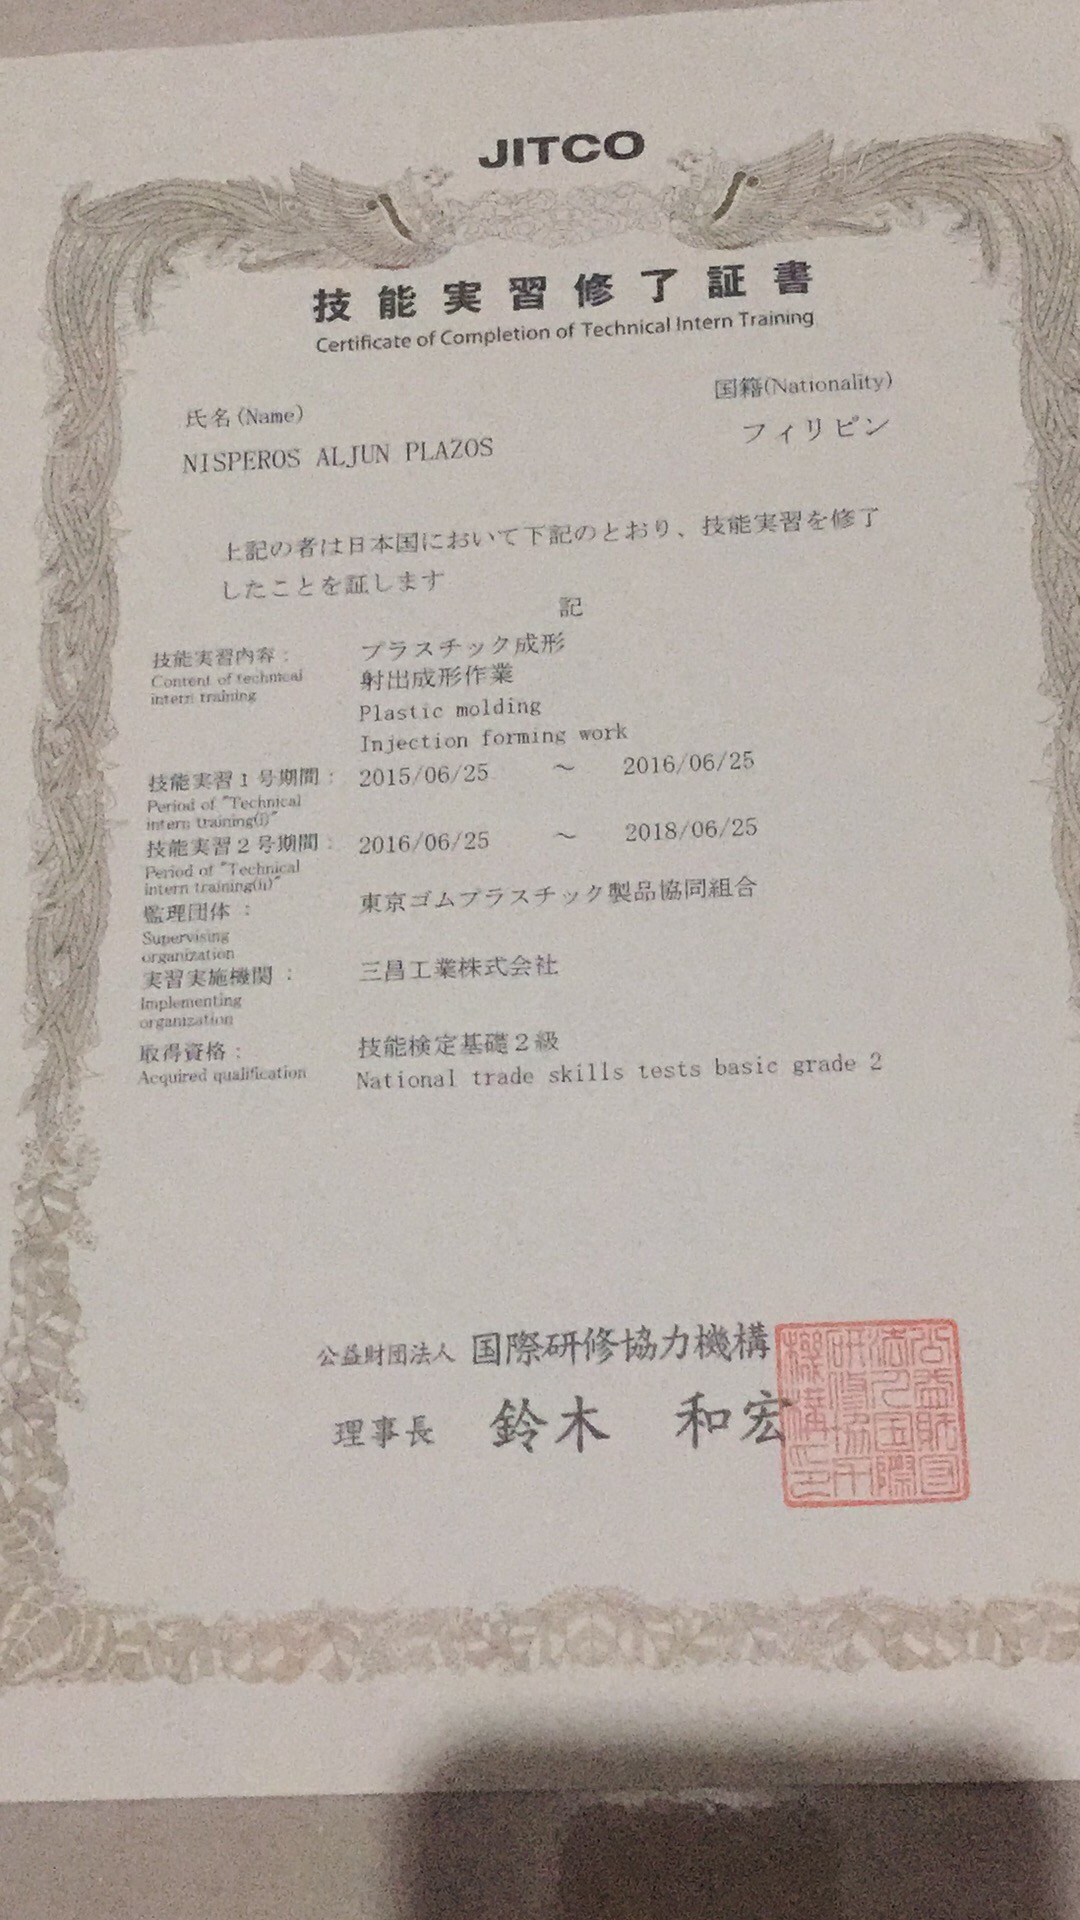 JITCO
技能実習修了証書
Certificate of Completion of Technical Intern Training
国籍(Nationality)
氏名(Name)
フィリピン
NISPEROS ALJUN PLAZOS
上記の者は日本国において下記のとおり、技能実習を修了
したことを証します
記
技能実習内容：
プラスチック成形
Content of technical
射出成形作業
intern training
Plastic molding
Injection forming work
技能実習１号期間： 2015/06/25 ～ 2016/06/25
Period of "Technical
intern training(i)"
技能実習２号期間： 2016/06/25 ～ 2018/06/25
Period of "Technical
intern training(ii)"
監理団体： 東京ゴムプラスチック製品協同組合
Supervising
organization
実習実施機関： 三昌工業株式会社
Implementing
organization
取得資格： 技能検定基礎２級
Acquired qualification National trade skills tests basic grade 2
公益財団法人 国際研修協力機構
理事長 鈴木 和宏
公益財団
法人国際
研修協力
機構之印